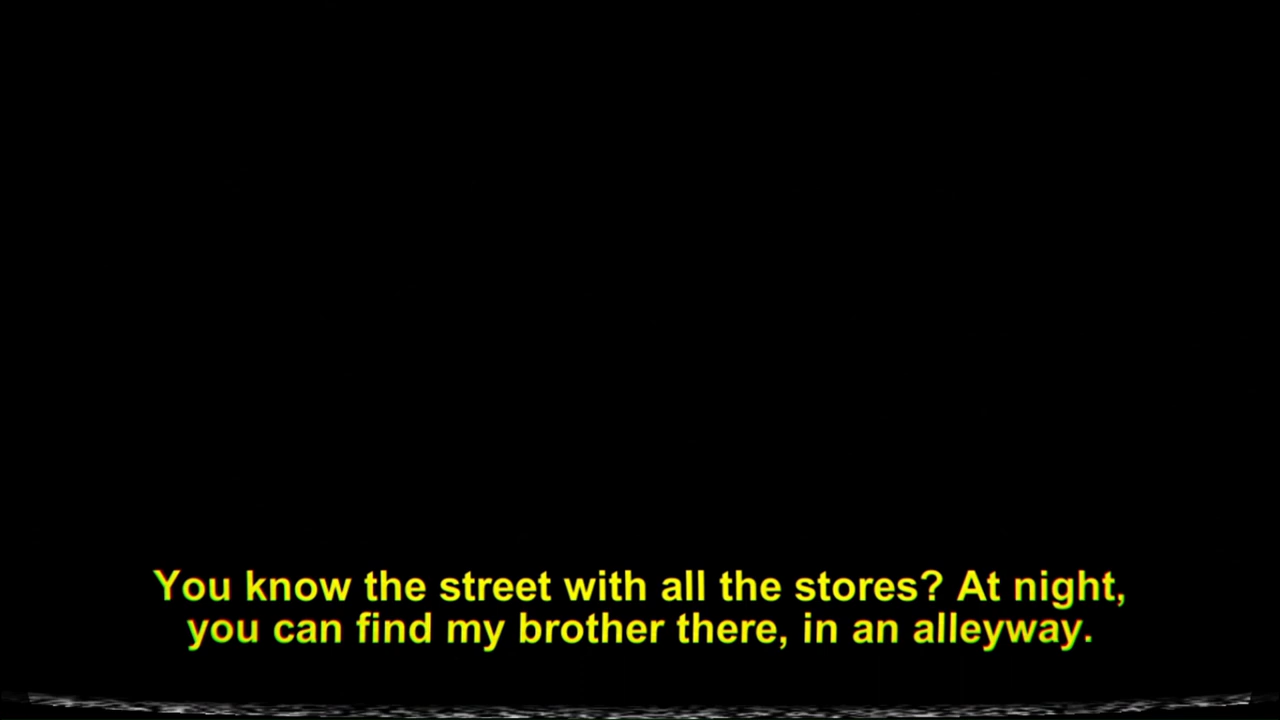 You know the street with all the stores? At night,
you can find my brother there, in an alleyway.